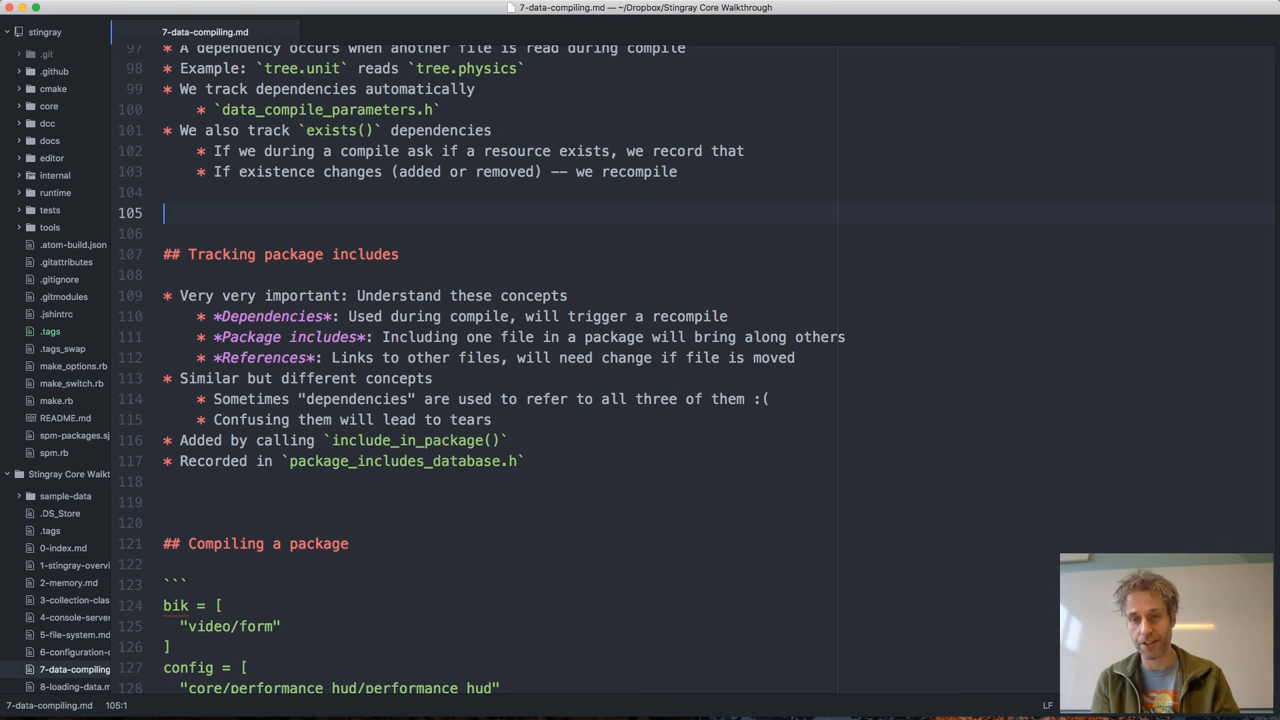 7-data-compiling.md — ~/Dropbox/Stingray Core Walkthrough
stingray
.git
.github
cmake
core
dcc
docs
editor
internal
runtime
tests
tools
.atom-build.json
.gitattributes
.gitignore
.gitmodules
.jshintrc
.tags
.tags_swap
make_options.rb
make_switch.rb
make.rb
README.md
spm-packages.sj
spm.rb
Stingray Core Walkt
sample-data
.DS_Store
.tags
0-index.md
1-stingray-overvi
2-memory.md
3-collection-clas
4-console-server
5-file-system.md
6-configuration-c
7-data-compiling
8-loading-data.m
7-data-compiling.md
97 * A dependency occurs when another file is read during compile
98 * Example: `tree.unit` reads `tree.physics`
99 * We track dependencies automatically
100 * `data_compile_parameters.h`
101 * We also track `exists()` dependencies
102 * If we during a compile ask if a resource exists, we record that
103 * If existence changes (added or removed) -- we recompile
104
105
106
107 ## Tracking package includes
108
109 * Very very important: Understand these concepts
110 * *Dependencies*: Used during compile, will trigger a recompile
111 * *Package includes*: Including one file in a package will bring along others
112 * *References*: Links to other files, will need change if file is moved
113 * Similar but different concepts
114 * Sometimes "dependencies" are used to refer to all three of them :(
115 * Confusing them will lead to tears
116 * Added by calling `include_in_package()`
117 * Recorded in `package_includes_database.h`
118
119
120
121 ## Compiling a package
122
123 ```
124 bik = [
125 "video/form"
126 ]
127 config = [
128 "core/performance_hud/performance_hud"
7-data-compiling.md 105:1
LF